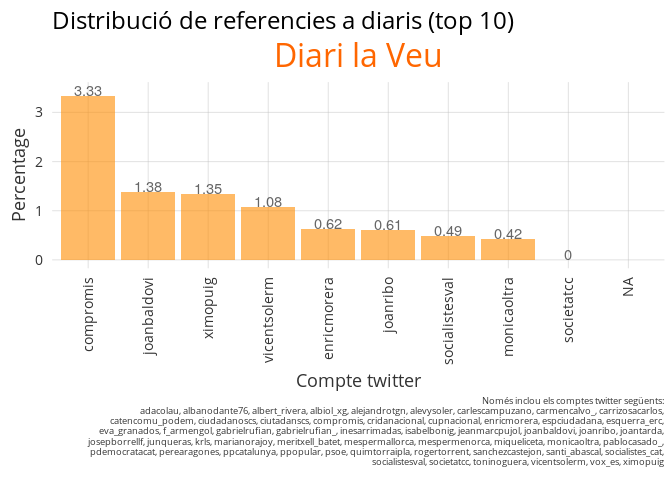 Distribució de referencies a diaris (top 10)
Diari la Veu
Percentage
3
2
1
0
3.33
1.38
1.35
1.08
0.62
0.61
0.49
0.42
0
compromis
joanbaldovi
ximopuig
vicentsolerm
enricmorera
joanribo
socialistesval
monicaoltra
societatcc
NA
Compte twitter
Només inclou els comptes twitter següents:
adacolau, albanodante76, albert_rivera, albiol_xg, alejandrotgn, alevysoler, carlescampuzano, carmencalvo_, carrizosacarlos,
catencomu_podem, ciudadanoscs, ciutadanscs, compromis, cridanacional, cupnacional, enricmorera, espciudadana, esquerra_erc,
eva_granados, f_armengol, gabrielrufian, gabrielrufian_, inesarrimadas, isabelbonig, jeanmarcpujol, joanbaldovi, joanribo, joantarda,
josepborrellf, junqueras, krls, marianorajoy, meritxell_batet, mespermallorca, mespermenorca, miqueliceta, monicaoltra, pablocasado_,
pdemocratacat, perearagones, ppcatalunya, ppopular, psoe, quimtorraipla, rogertorrent, sanchezcastejon, santi_abascal, socialistes_cat,
socialistesval, societatcc, toninoguera, vicentsolerm, vox_es, ximopuig